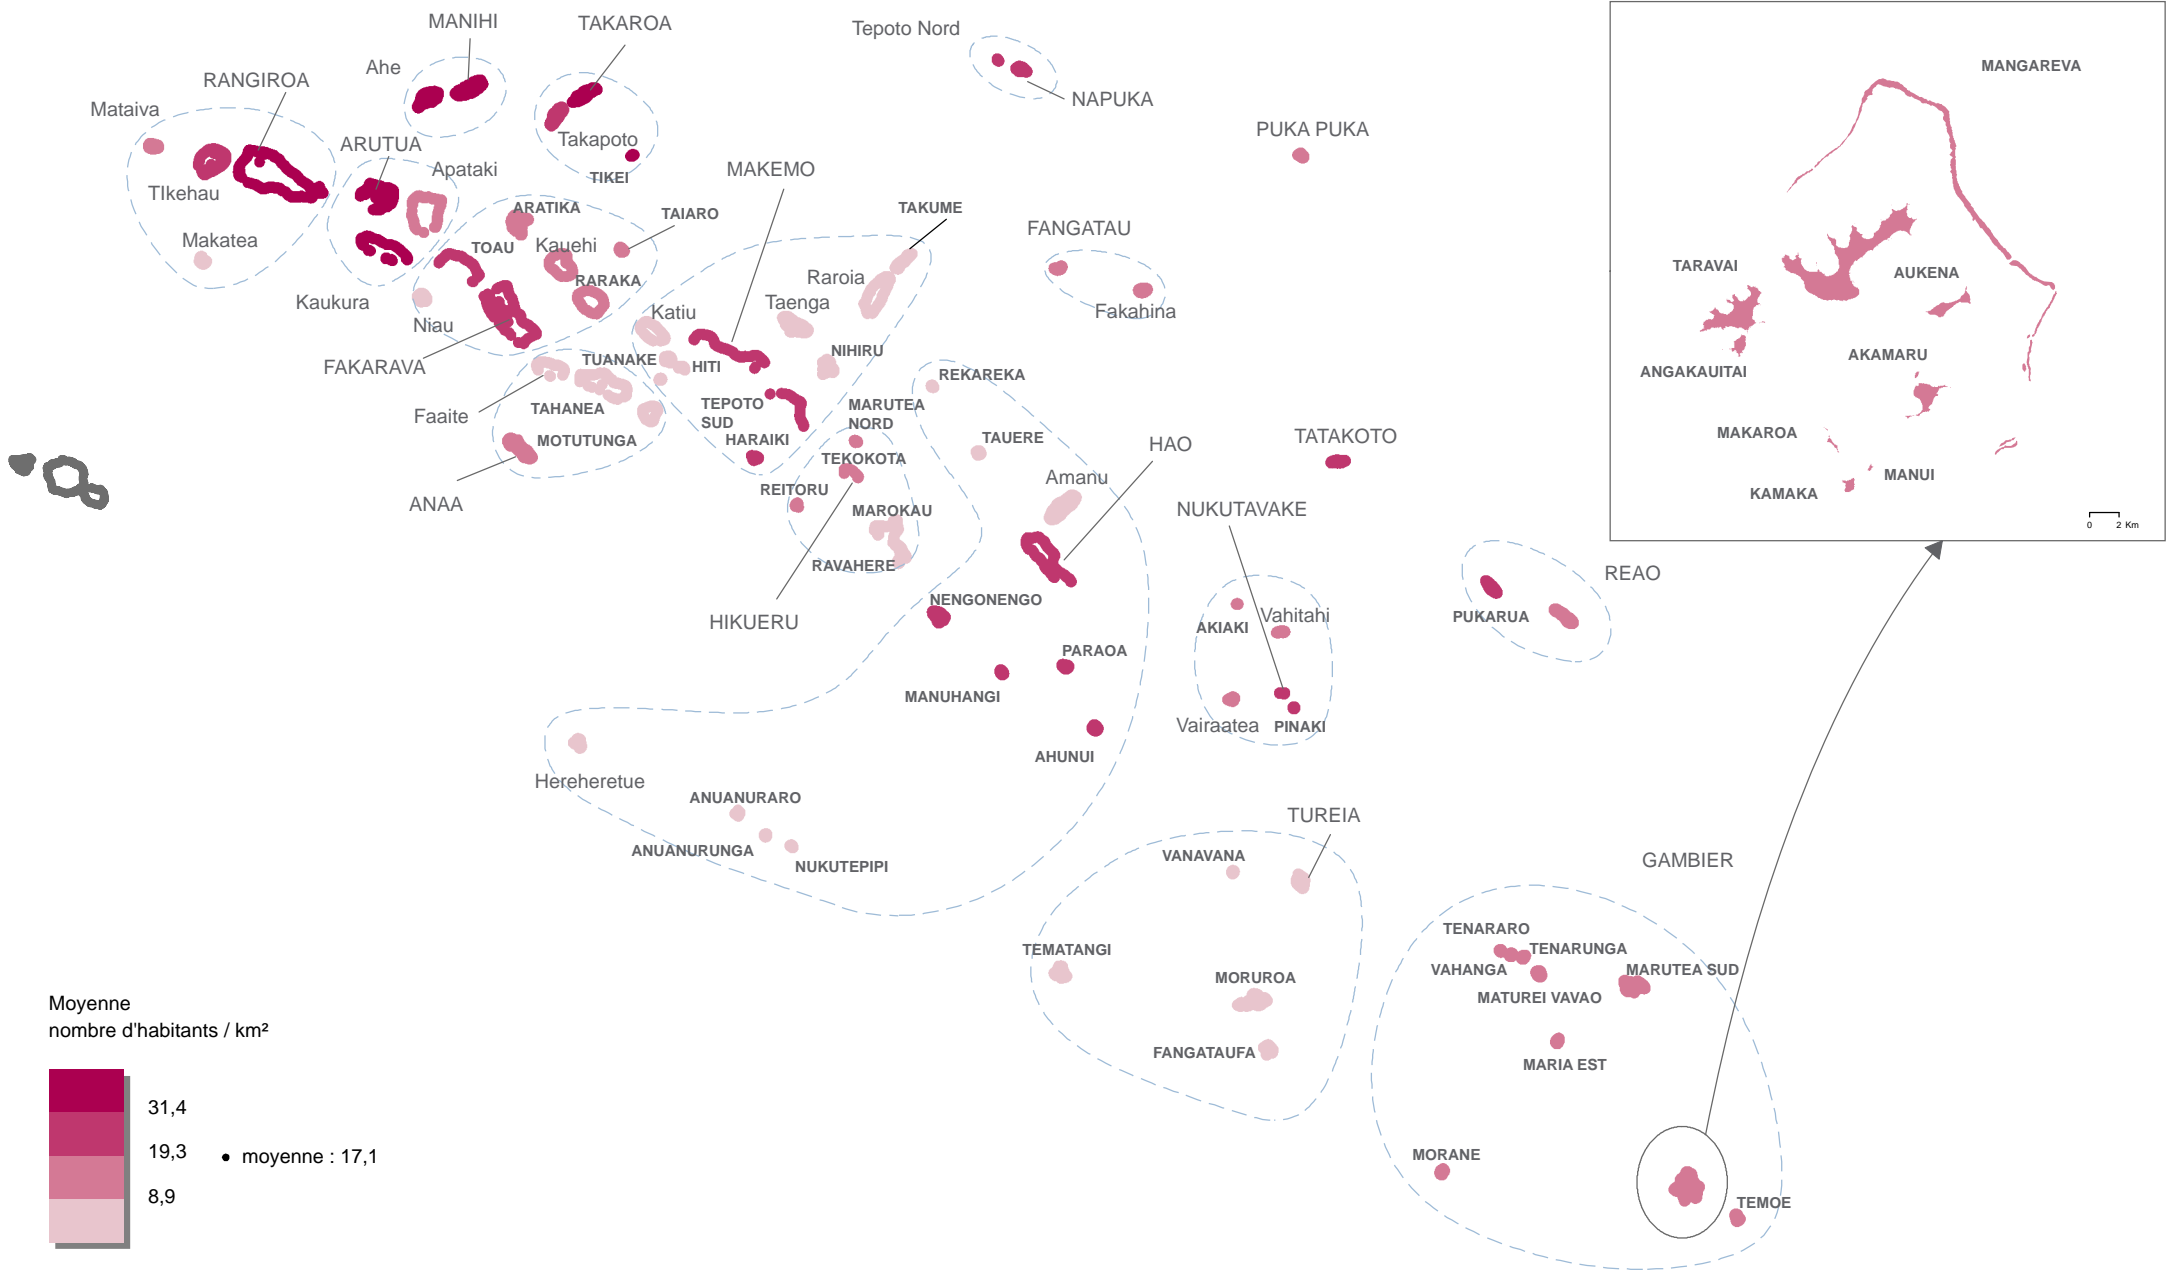 MANIHI
TAKAROA
Tepoto Nord
Ahe
RANGIROA
NAPUKA
Mataiva
ARUTUA
Apataki
Takapoto
TIKEI
MAKEMO
PUKA PUKA
TIkehau
Makatea
Kaukura
ARATIKA
TAIARO
TAKUME
FANGATAU
TOAU
Kauehi
RARAKA
Raroia
Taenga
Fakahina
Niau
Katiu
FAKARAVA
TUANAKE
HITI
NIHIRU
REKAREKA
Faaite
TAHANEA
TEPOTO
SUD
MARUTEA
NORD
MOTUTUNGA
HARAIKI
TAUERE
HAO
TATAKOTO
ANAA
TEKOKOTA
REITORU
Amanu
MAROKAU
NUKUTAVAKE
RAVAHERE
HIKUERU
NENGONENGO
REAO
PUKARUA
AKIAKI
Vahitahi
PARAOA
MANUHANGI
Vairaatea
PINAKI
AHUNUI
Hereheretue
ANUANURARO
ANUANURUNGA
NUKUTEPIPI
TUREIA
VANAVANA
GAMBIER
TEMATANGI
MORUROA
FANGATAUFA
TENARARO
TENARUNGA
VAHANGA
MATUREI VAVAO
MARUTEA SUD
MARIA EST
MORANE
TEMOE
MANGAREVA
TARAVAI
AUKENA
AKAMARU
ANGAKAUITAI
MAKAROA
MANUI
KAMAKA
0 2 Km
Moyenne
nombre d'habitants / km²
31,4
19,3
moyenne : 17,1
8,9